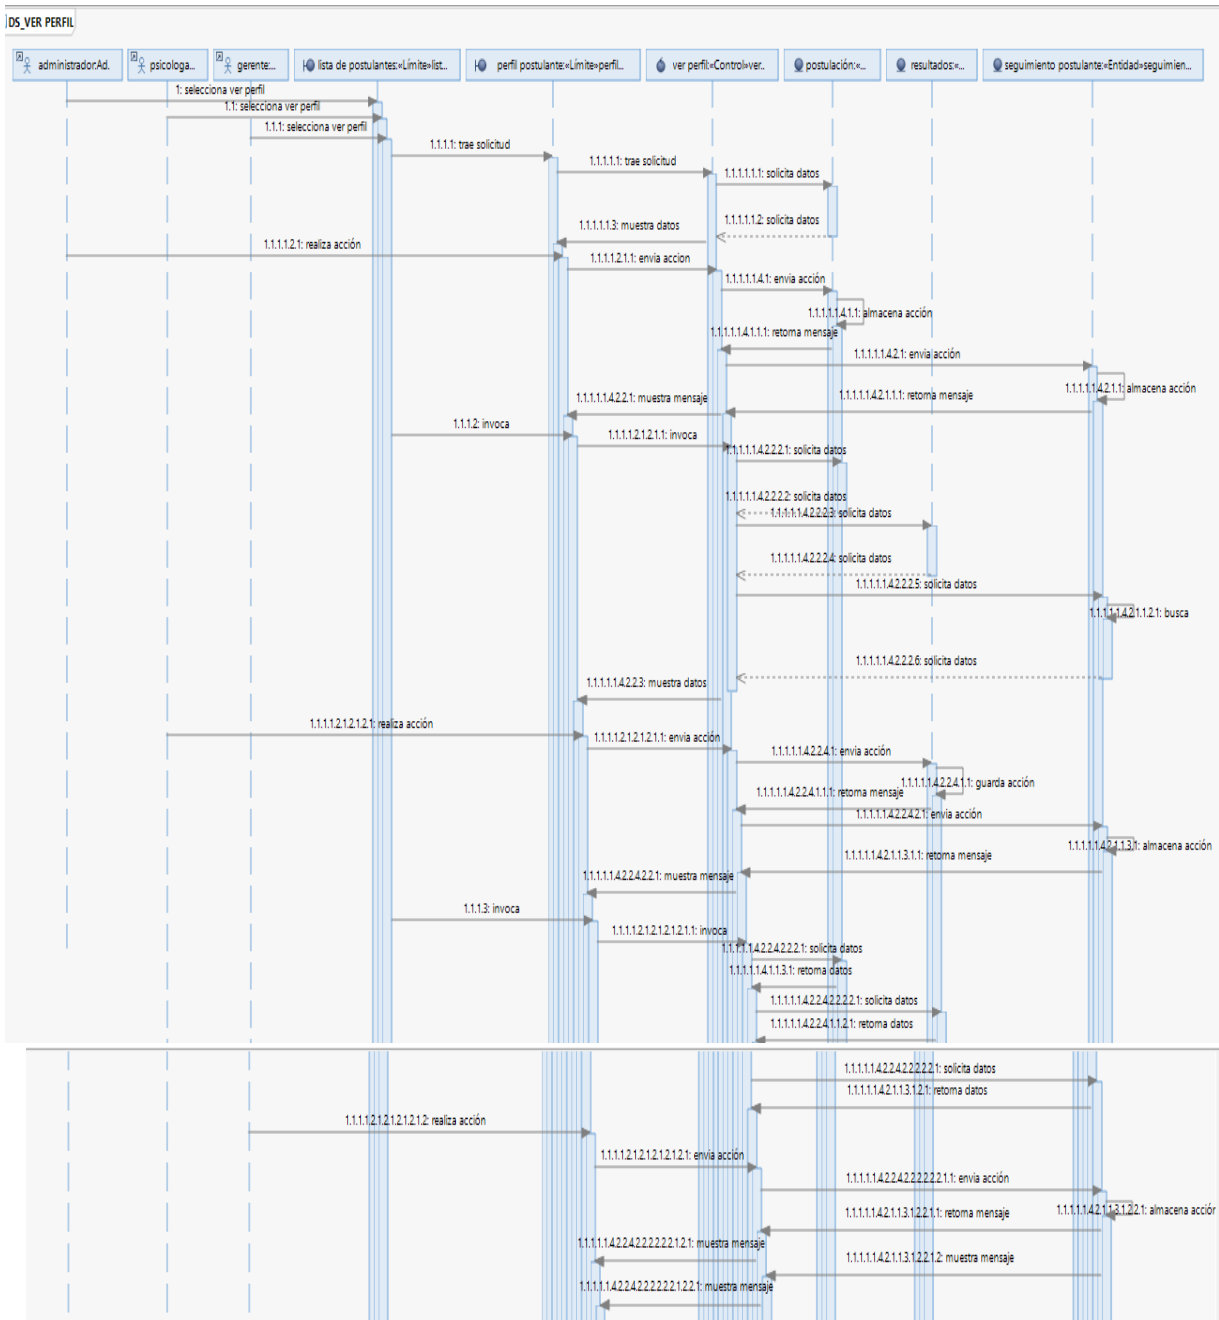 DS_VER PERFIL
administrador:Ad.
psicologa...
gerente:...
lista de postulantes:«Límite»list...
perfil postulante:«Límite»perfil...
ver perfil:«Control»ver...
postulación:«...
resultados:«...
seguimiento postulante:«Entidad»seguimien...
1: selecciona ver perfil
1.1: selecciona ver perfil
1.1.1: selecciona ver perfil
1.1.1.1: trae solicitud
1.1.1.1.1: trae solicitud
1.1.1.1.1.1: solicita datos
1.1.1.1.1.2: solicita datos
1.1.1.1.1.3: muestra datos
1.1.1.1.2.1: realiza acción
1.1.1.1.2.1.1: envia accion
1.1.1.1.1.4.1: envia acción
1.1.1.1.1.4.1.1: almacena acción
1.1.1.1.1.4.1.1.1: retorna mensaje
1.1.1.1.1.4.2.1: envia acción
1.1.1.1.1.4.2.1.1: almacena acción
1.1.1.1.1.4.2.1.1.1: retorna mensaje
1.1.1.1.1.4.2.2.1: muestra mensaje
1.1.1.2: invoca
1.1.1.1.2.1.2.1.1: invoca
1.1.1.1.1.4.2.2.2.1: solicita datos
1.1.1.1.1.4.2.2.2.2: solicita datos
1.1.1.1.1.4.2.2.2.3: solicita datos
1.1.1.1.1.4.2.2.2.4: solicita datos
1.1.1.1.1.4.2.2.2.5: solicita datos
1.1.1.1.1.4.2.1.1.2.1: busca
1.1.1.1.1.4.2.2.2.6: solicita datos
1.1.1.1.1.4.2.2.3: muestra datos
1.1.1.1.2.1.2.1.2.1: realiza acción
1.1.1.1.2.1.2.1.2.1.1: envia acción
1.1.1.1.1.4.2.2.4.1: envia acción
1.1.1.1.1.4.2.2.4.1.1: guarda acción
1.1.1.1.1.4.2.2.4.1.1.1: retorna mensaje
1.1.1.1.1.4.2.2.4.2.1: envia acción
1.1.1.1.1.4.2.1.1.3.1: almacena acción
1.1.1.1.1.4.2.1.1.3.1.1: retorna mensaje
1.1.1.1.1.4.2.2.4.2.2.1: muestra mensaje
1.1.1.3: invoca
1.1.1.1.2.1.2.1.2.1.2.1.1: invoca
1.1.1.1.1.4.2.2.4.2.2.2.1: solicita datos
1.1.1.1.1.4.1.1.3.1: retorna datos
1.1.1.1.1.4.2.2.4.2.2.2.2.1: solicita datos
1.1.1.1.1.4.2.2.4.1.1.2.1: retorna datos
1.1.1.1.1.4.2.2.4.2.2.2.2.2.1: solicita datos
1.1.1.1.1.4.2.1.1.3.1.2.1: retorna datos
1.1.1.1.2.1.2.1.2.1.2.1.2: realiza acción
1.1.1.1.2.1.2.1.2.1.2.1.2.1: envia acción
1.1.1.1.1.4.2.2.4.2.2.2.2.2.2.1.1: envia acción
1.1.1.1.1.4.2.1.1.3.1.2.2.1: almacena acción
1.1.1.1.1.4.2.1.1.3.1.2.2.1.1: retorna mensaje
1.1.1.1.1.4.2.2.4.2.2.2.2.2.2.1.2.1: muestra mensaje
1.1.1.1.1.4.2.1.1.3.1.2.2.1.2: muestra mensaje
1.1.1.1.1.4.2.2.4.2.2.2.2.2.2.1.2.2.1: muestra mensaje